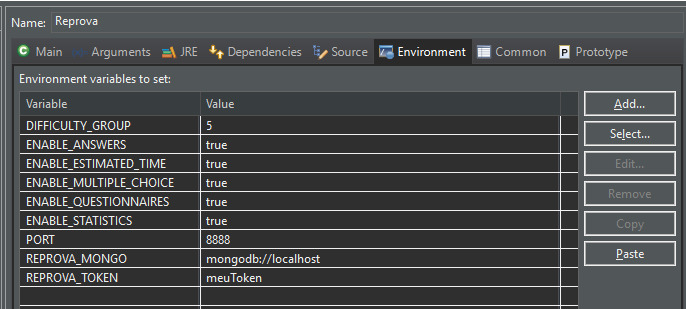 Name: Reprova
Main Arguments JRE Dependencies Source Environment Common P Prototype
Environment variables to set:
Variable Value
DIFFICULTY_GROUP 5
ENABLE_ANSWERS true
ENABLE_ESTIMATED_TIME true
ENABLE_MULTIPLE_CHOICE true
ENABLE_QUESTIONNAIRES true
ENABLE_STATISTICS true
PORT 8888
REPROVA_MONGO mongodb://localhost
REPROVA_TOKEN meuToken
Add...
Select...
Edit...
Remove
Copy
Paste